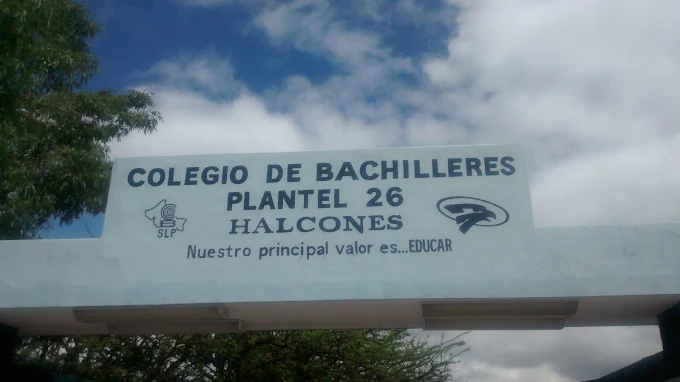 COLEGIO DE BACHILLERES
PLANTEL 26
HALCONES
SLP
Nuestro principal valor es...EDUCAR